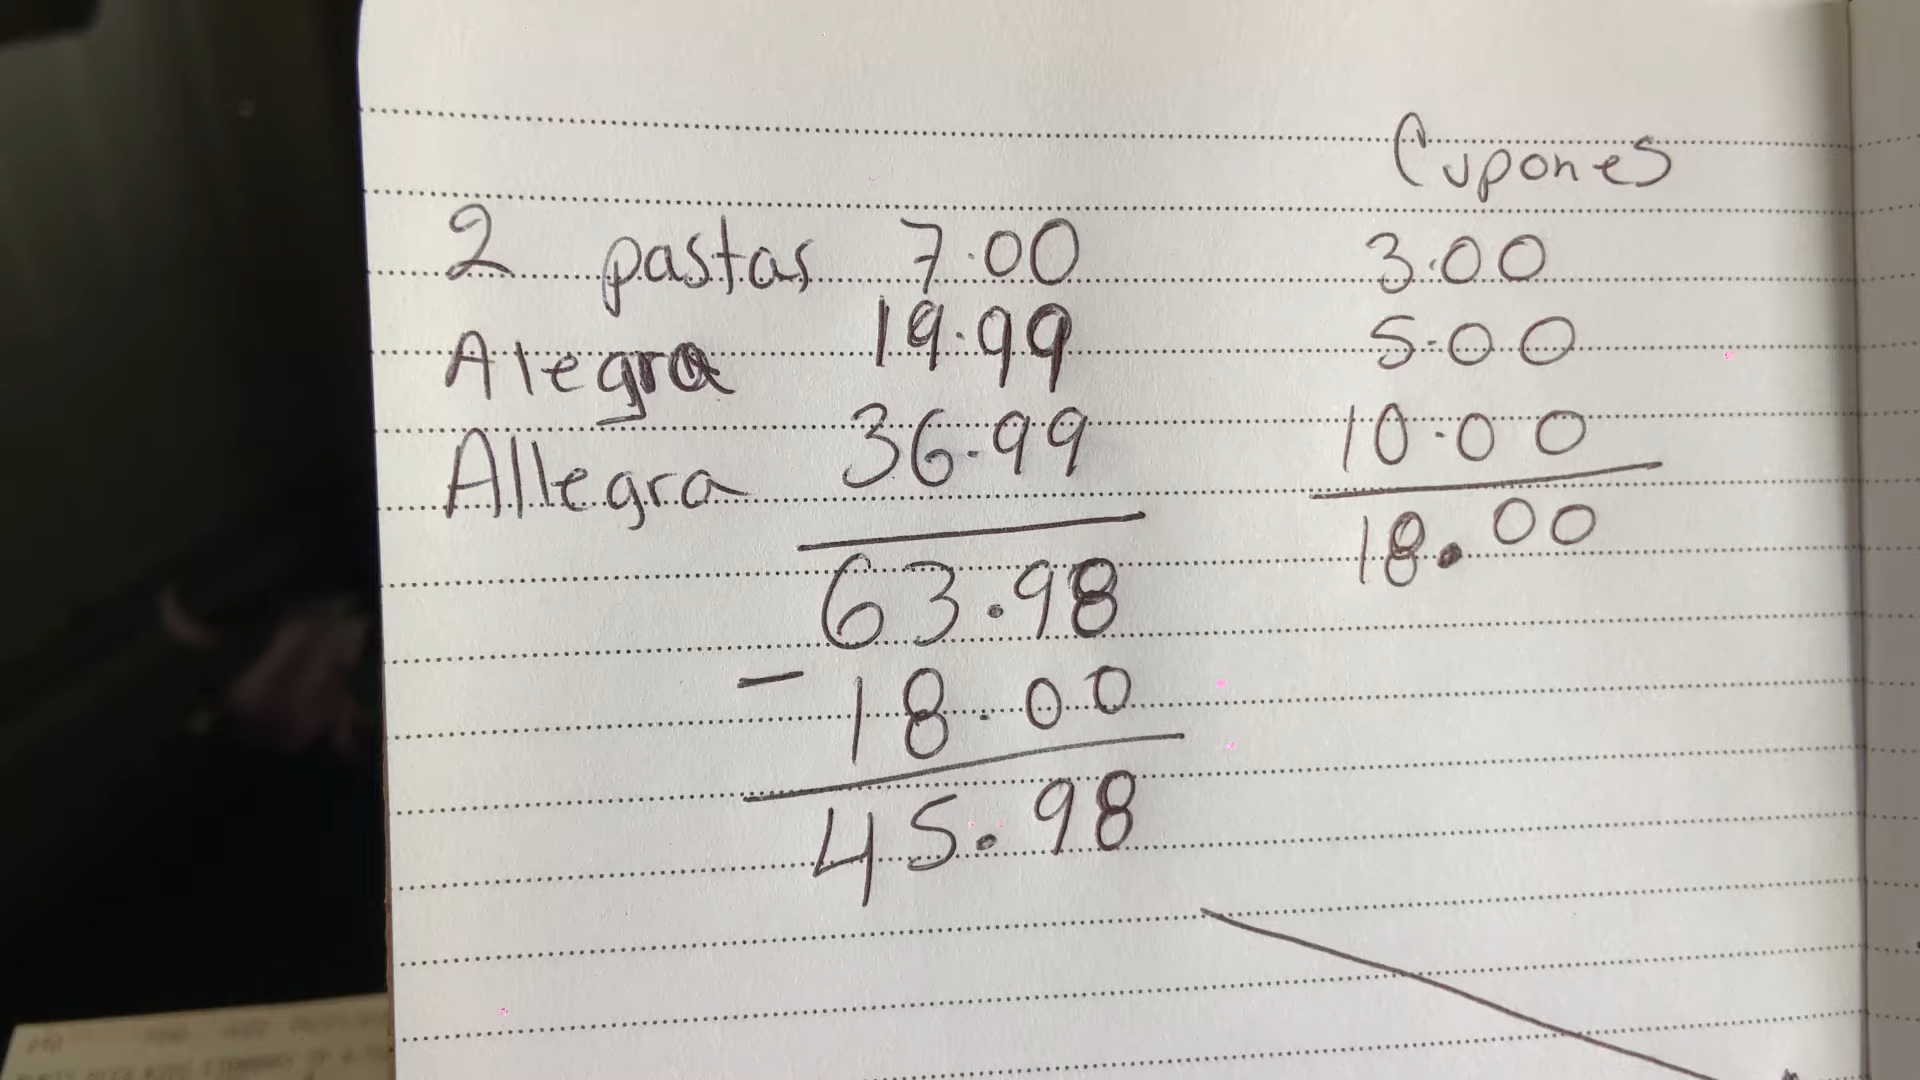 Cupones
2 pastas 7.00 3.00
Alegra 19.99 5.00
Allegra 36.99 10.00
63.98 18.00
- 18.00
45.98